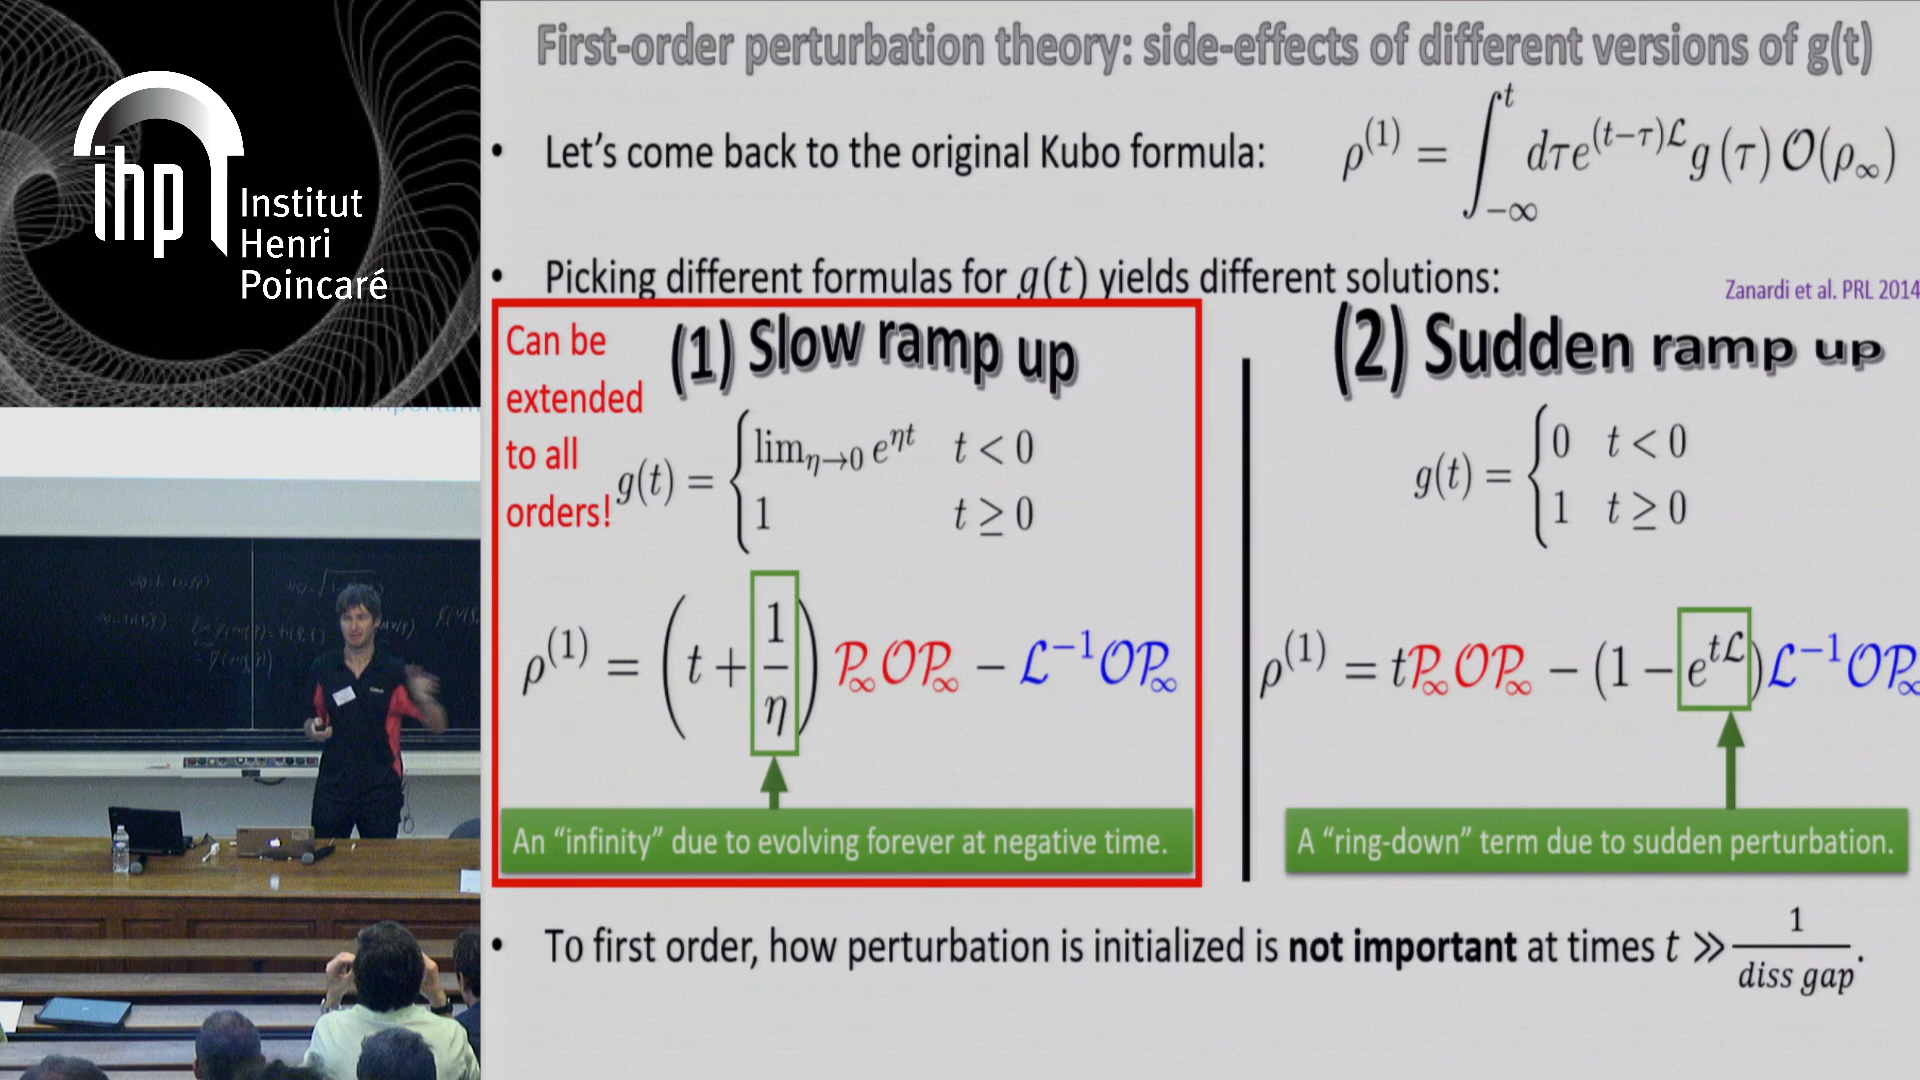 ihp
Institut
Henri
Poincaré
First-order perturbation theory: side-effects of different versions of g(t)
• Let's come back to the original Kubo formula: ρ^(1) = ∫_{-∞}^{t} dτ e^{(t−τ)ℒ} g(τ) 𝒪(ρ_∞)
• Picking different formulas for g(t) yields different solutions:
Zanardi et al. PRL 2014
Can be
extended
to all
orders!
(1) Slow ramp up
g(t) = { lim_{η→0} e^{ηt} t < 0
1 t ≥ 0
ρ^(1) = (t + 1/η) 𝒫_∞𝒪𝒫_∞ − ℒ^{−1}𝒪𝒫_∞
An “infinity” due to evolving forever at negative time.
(2) Sudden ramp up
g(t) = { 0 t < 0
1 t ≥ 0
ρ^(1) = t𝒫_∞𝒪𝒫_∞ − (1 − e^{tℒ})ℒ^{−1}𝒪𝒫_∞
A “ring-down” term due to sudden perturbation.
• To first order, how perturbation is initialized is not important at times t ≫ 1/diss gap.